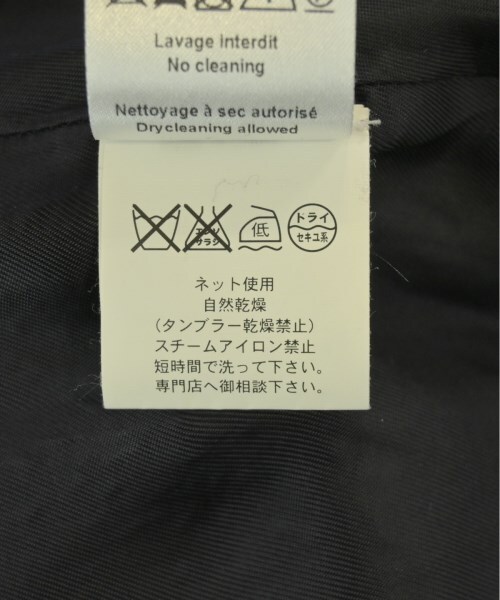 Lavage interdit
No cleaning
Nettoyage à sec autorisé
Drycleaning allowed
エンソ
サラシ
低
ドライ
セキユ系
ネット使用
自然乾燥
(タンブラー乾燥禁止)
スチームアイロン禁止
短時間で洗って下さい。
専門店へ御相談下さい。